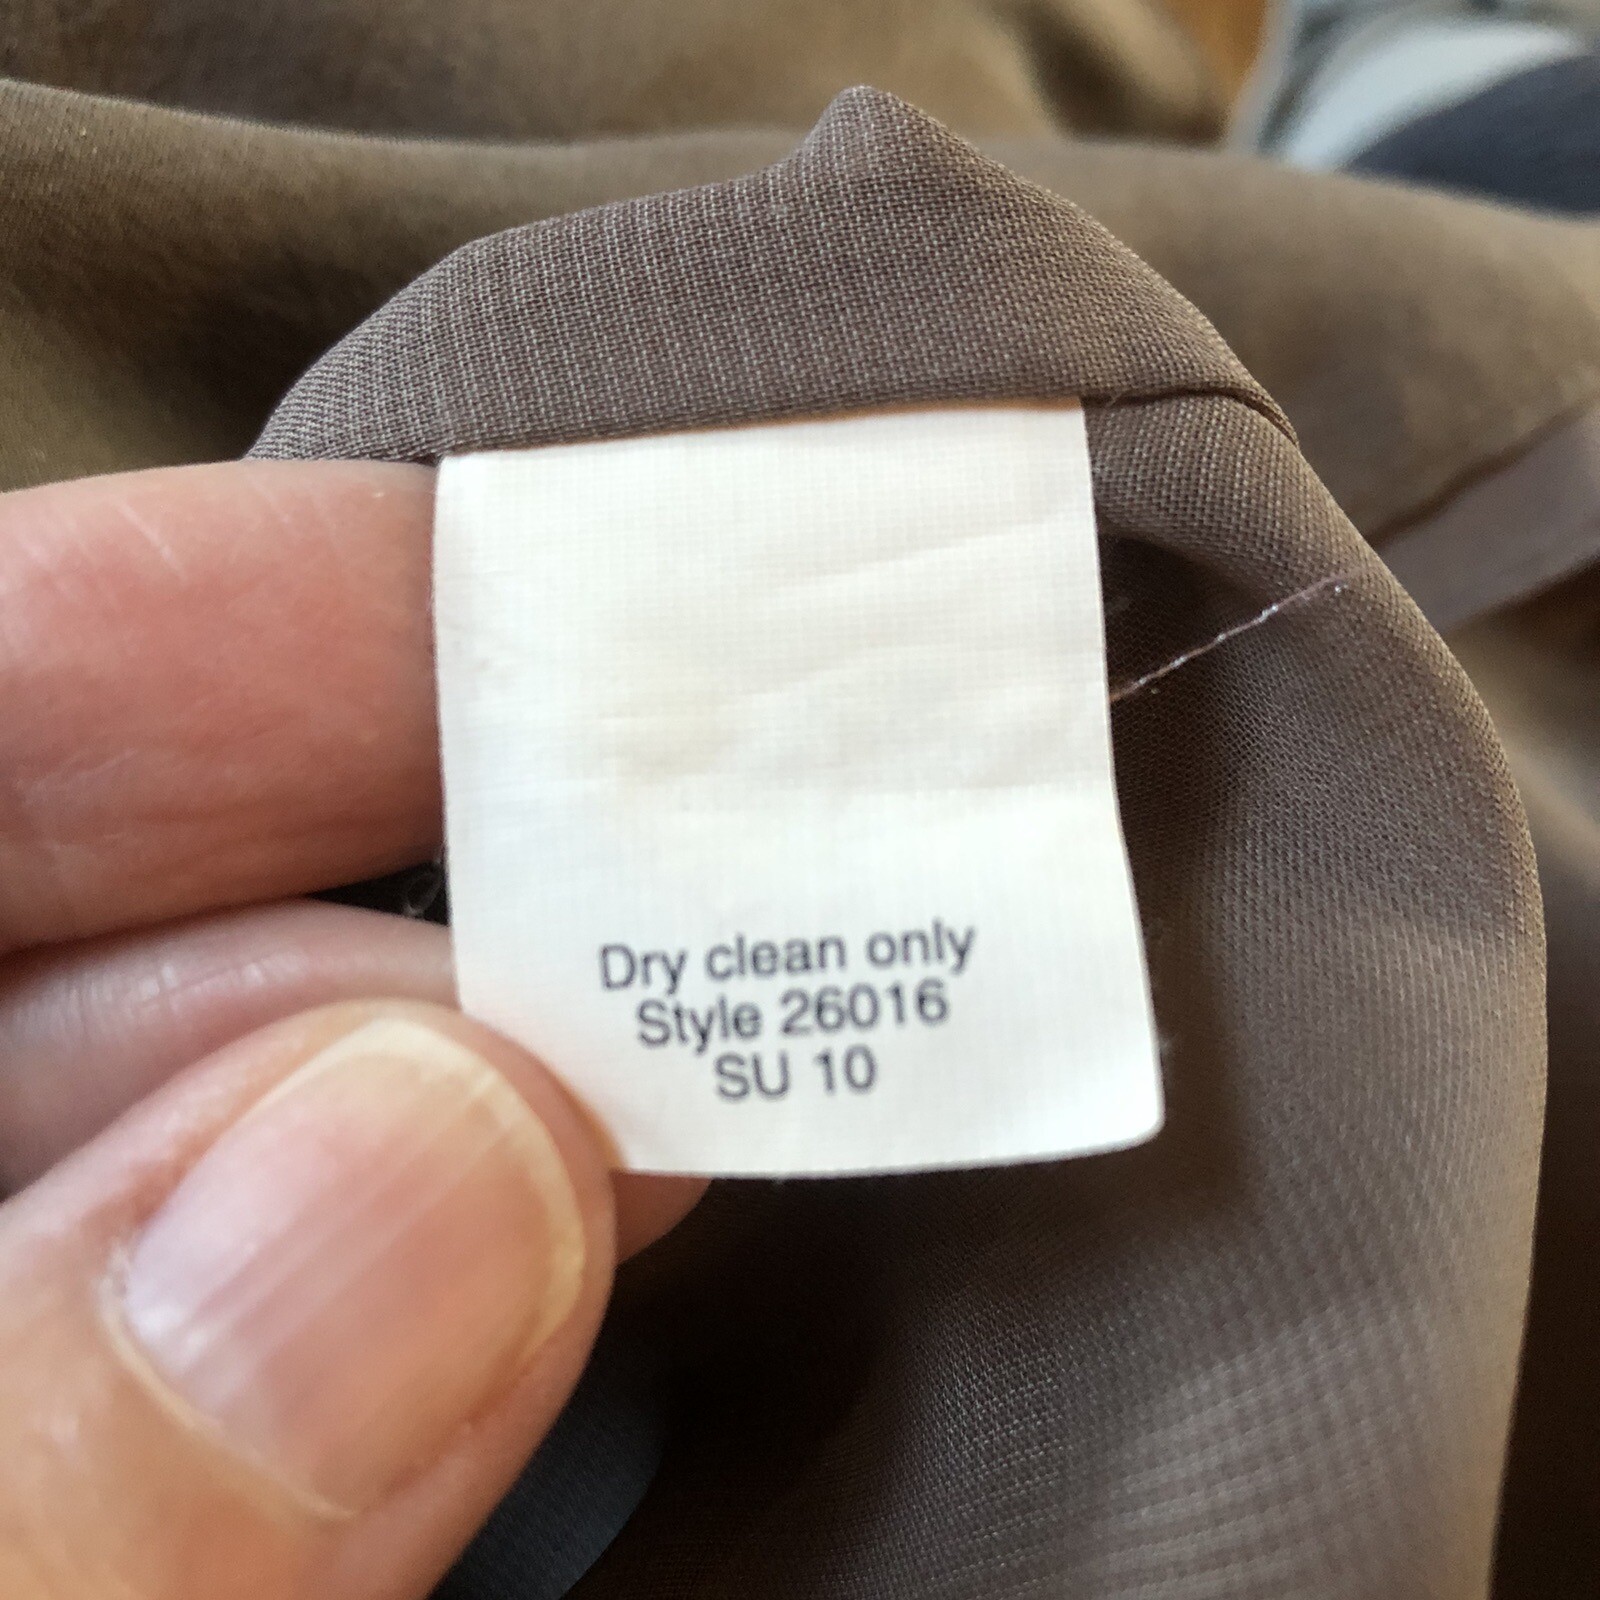 Dry clean only
Style 26016
SU 10